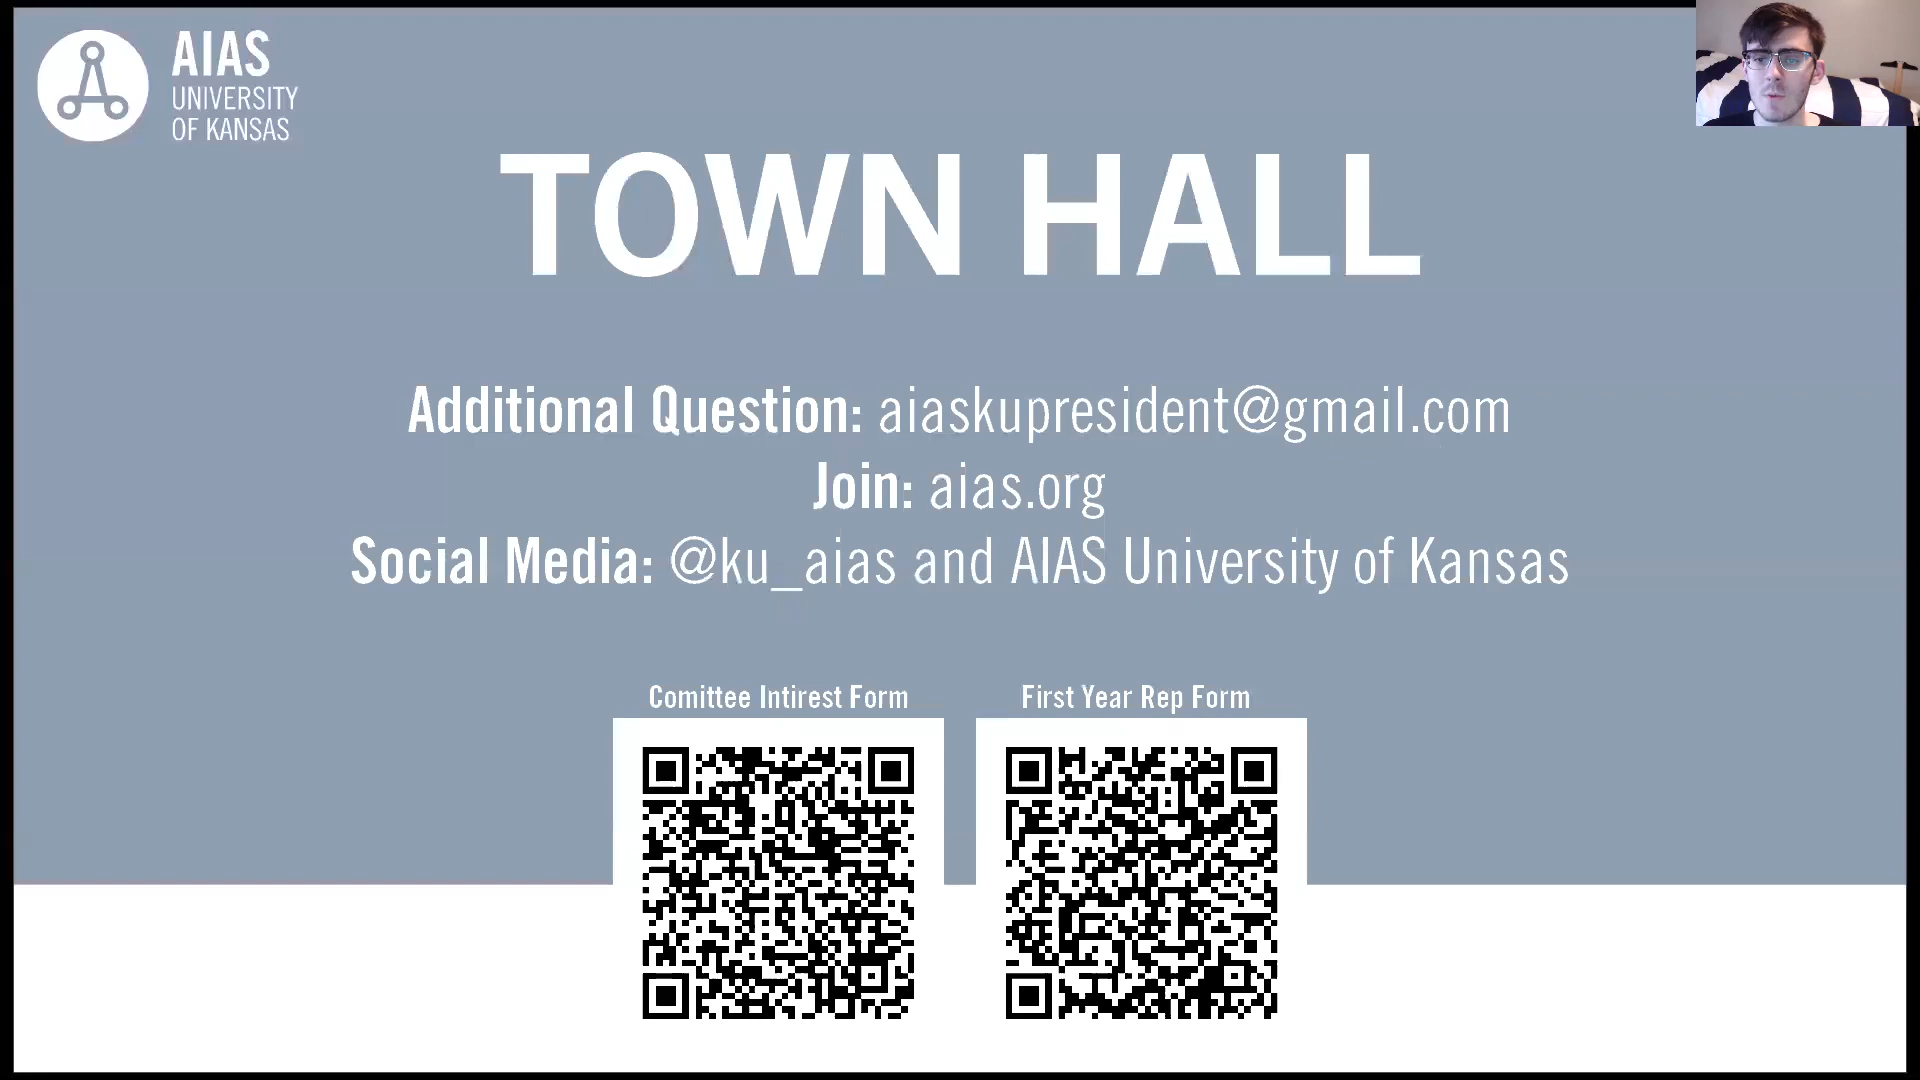 AIAS
UNIVERSITY
OF KANSAS
TOWN HALL
Additional Question: aiaskupresident@gmail.com
Join: aias.org
Social Media: @ku_aias and AIAS University of Kansas
Comittee Intirest Form
First Year Rep Form